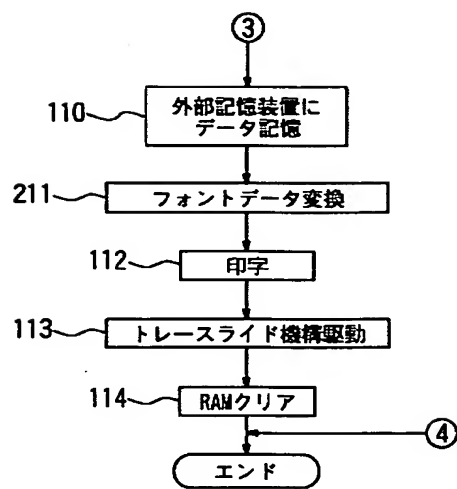 ③
110
外部記憶装置に
データ記憶
211
フォントデータ変換
112
印字
113
トレースライド機構駆動
114
RAMクリア
④
エンド